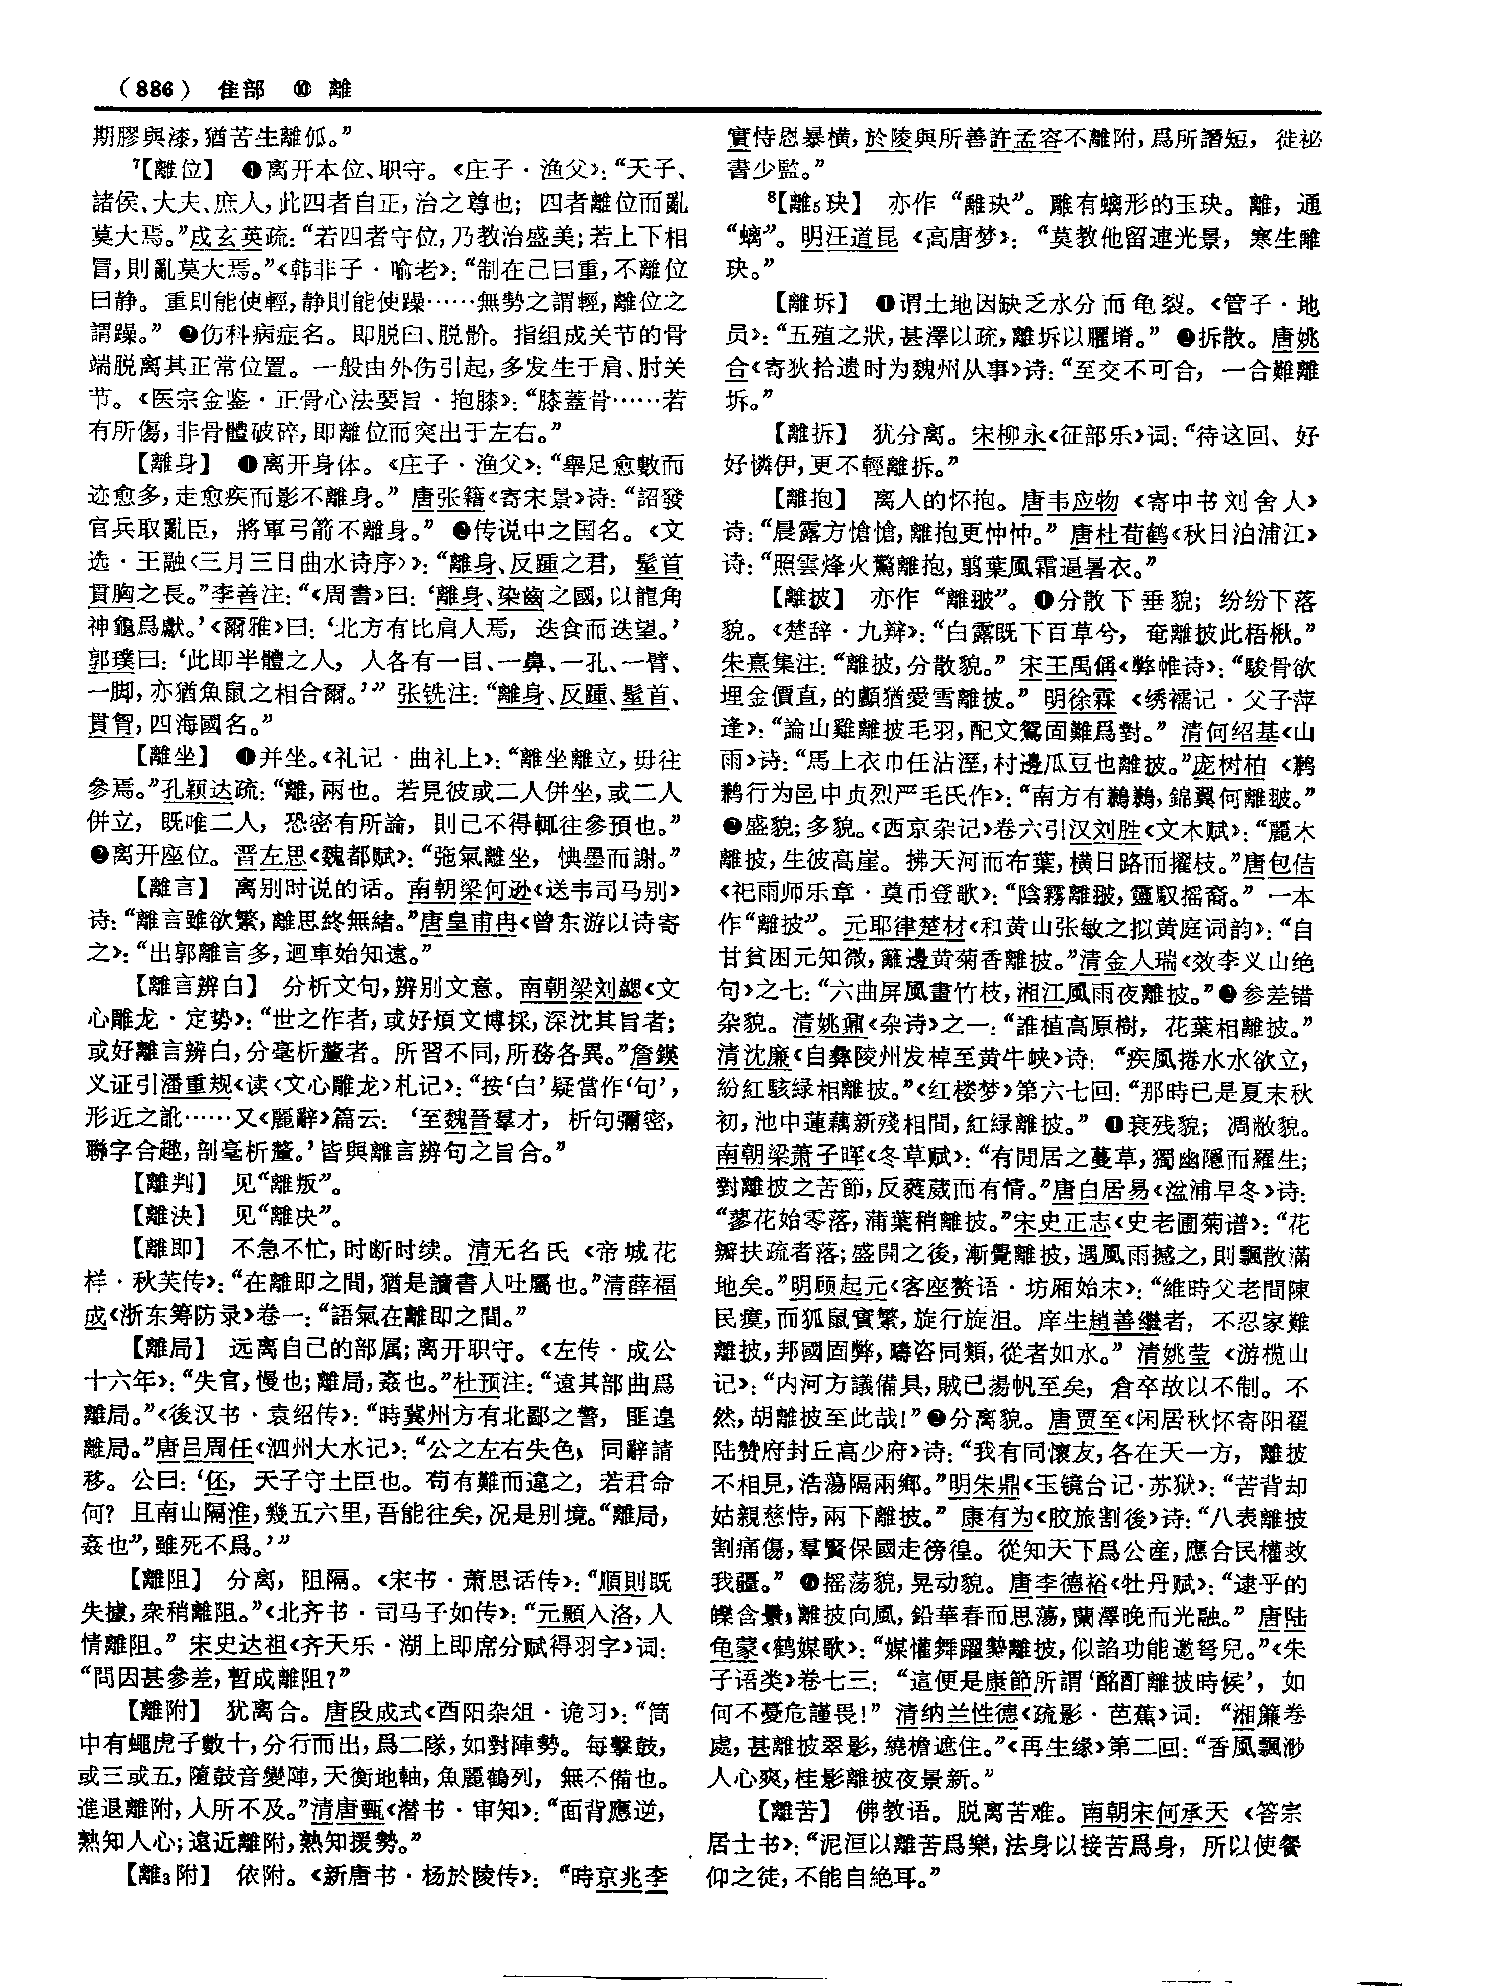 （886） 隹部 ⑩ 離
期膠與漆，猶苦生離伱。”
⁷【離位】 ❶离开本位、职守。《庄子·渔父》：“天子、
諸侯、大夫、庶人，此四者自正，治之尊也；四者離位而亂
莫大焉。”成玄英疏：“若四者守位，乃教治盛美；若上下相
冒，則亂莫大焉。”《韩非子·喻老》：“制在己曰重，不離位
曰静。重則能使輕，静則能使躁……無勢之謂輕，離位之
謂躁。” ❷伤科病症名。即脱臼、脱骱。指组成关节的骨
端脱离其正常位置。一般由外伤引起，多发生于肩、肘关
节。《医宗金鉴·正骨心法要旨·抱膝》：“膝蓋骨……若
有所傷，非骨體破碎，即離位而突出于左右。”
【離身】 ❶离开身体。《庄子·渔父》：“舉足愈數而
迹愈多，走愈疾而影不離身。” 唐张籍《寄宋景》诗：“詔發
官兵取亂臣，將軍弓箭不離身。” ❷传说中之国名。《文
选·王融〈三月三日曲水诗序〉》：“離身、反踵之君，髽首
貫胸之長。”李善注：“《周書》曰：‘離身、染齒之國，以龍角
神龜爲獻。’《爾雅》曰：‘北方有比肩人焉，迭食而迭望。’
郭璞曰：‘此即半體之人，人各有一目、一鼻、一孔、一臂、
一脚，亦猶魚鼠之相合爾。’” 张铣注：“離身、反踵、髽首、
貫胷，四海國名。”
【離坐】 ❶并坐。《礼记·曲礼上》：“離坐離立，毋往
參焉。”孔颖达疏：“離，兩也。若見彼或二人併坐，或二人
併立，既唯二人，恐密有所論，則己不得輒往參預也。”
❷离开座位。晋左思《魏都赋》：“㢮氣離坐，㥏墨而謝。”
【離言】 离别时说的话。南朝梁何逊《送韦司马别》
诗：“離言雖欲繁，離思終無緒。”唐皇甫冉《曾东游以诗寄
之》：“出郭離言多，迴車始知遠。”
【離言辨白】 分析文句，辨别文意。南朝梁刘勰《文
心雕龙·定势》：“世之作者，或好煩文博採，深沈其旨者；
或好離言辨白，分毫析釐者。所習不同，所務各異。”詹鍈
义证引潘重规《读〈文心雕龙〉札记》：“按‘白’疑當作‘句’，
形近之訛……又《麗辭》篇云：‘至魏晉羣才，析句彌密，
聯字合趣，剖毫析釐。’皆與離言辨句之旨合。”
【離判】 见“離叛”。
【離決】 见“離决”。
【離即】 不急不忙，时断时续。清无名氏《帝城花
样·秋芙传》：“在離即之間，猶是讀書人吐屬也。”清薛福
成《浙东筹防录》卷一：“語氣在離即之間。”
【離局】 远离自己的部属；离开职守。《左传·成公
十六年》：“失官，慢也；離局，姦也。”杜预注：“遠其部曲爲
離局。”《後汉书·袁绍传》：“時冀州方有北鄙之警，匪遑
離局。”唐吕周任《泗州大水记》：“公之左右失色，同辭請
移。公曰：‘伾，天子守土臣也。苟有難而違之，若君命
何？且南山隔淮，幾五六里，吾能往矣，况是别境。“離局，
姦也”，雖死不爲。’”
【離阻】 分离，阻隔。《宋书·萧思话传》：“順則既
失據，衆稍離阻。”《北齐书·司马子如传》：“元顥入洛，人
情離阻。” 宋史达祖《齐天乐·湖上即席分赋得羽字》词：
“問因甚參差，暫成離阻？”
【離附】 犹离合。唐段成式《酉阳杂俎·诡习》：“筒
中有蠅虎子數十，分行而出，爲二隊，如對陣勢。每擊鼓，
或三或五，隨鼓音變陣，天衡地軸，魚麗鶴列，無不備也。
進退離附，人所不及。”清唐甄《潜书·审知》：“面背應逆，
熟知人心；遠近離附，熟知援勢。”
【離₃附】 依附。《新唐书·杨於陵传》：“時京兆李
實恃恩暴横，於陵與所善許孟容不離附，爲所譖短，徙祕
書少監。”
⁸【離₅玦】 亦作“雕玦”。雕有螭形的玉玦。離，通
“螭”。明汪道昆《高唐梦》：“莫教他留連光景，寒生離
玦。”
【離坼】 ❶谓土地因缺乏水分而龟裂。《管子·地
员》：“五殖之狀，甚澤以疏，離坼以臞塉。” ❷拆散。唐姚
合《寄狄拾遗时为魏州从事》诗：“至交不可合，一合難離
坼。”
【離拆】 犹分离。宋柳永《征部乐》词：“待这回、好
好憐伊，更不輕離拆。”
【離抱】 离人的怀抱。唐韦应物《寄中书刘舍人》
诗：“晨露方愴愴，離抱更忡忡。” 唐杜荀鹤《秋日泊浦江》
诗：“照雲烽火驚離抱，翦葉風霜逼暑衣。”
【離披】 亦作“離翍”。❶分散下垂貌；纷纷下落
貌。《楚辞·九辩》：“白露既下百草兮，奄離披此梧楸。”
朱熹集注：“離披，分散貌。” 宋王禹偁《弊帷诗》：“駿骨欲
埋金價直，的顱猶愛雪離披。” 明徐霖《绣襦记·父子萍
逢》：“論山雞離披毛羽，配文鴛固難爲對。” 清何绍基《山
雨》诗：“馬上衣巾任沾溼，村邊瓜豆也離披。”庞树柏《鹣
鹣行为邑中贞烈严毛氏作》：“南方有鶼鶼，錦翼何離翍。”
❷盛貌；多貌。《西京杂记》卷六引汉刘胜《文木赋》：“麗木
離披，生彼高崖。拂天河而布葉，横日路而擢枝。”唐包佶
《祀雨师乐章·奠币登歌》：“陰霧離翍，靈馭摇裔。” 一本
作“離披”。元耶律楚材《和黄山张敏之拟黄庭词韵》：“自
甘貧困元知微，籬邊黄菊香離披。”清金人瑞《效李义山绝
句》之七：“六曲屏風畫竹枝，湘江風雨夜離披。”❸参差错
杂貌。清姚鼐《杂诗》之一：“誰植高原樹，花葉相離披。”
清沈廉《自彝陵州发棹至黄牛峡》诗：“疾風捲水水欲立，
紛紅駭緑相離披。”《红楼梦》第六七回：“那時已是夏末秋
初，池中蓮藕新殘相間，紅緑離披。” ❹衰残貌；凋敝貌。
南朝梁萧子晖《冬草赋》：“有閒居之蔓草，獨幽隱而羅生；
對離披之苦節，反蕤葳而有情。”唐白居易《湓浦早冬》诗：
“蓼花始零落，蒲葉稍離披。”宋史正志《史老圃菊谱》：“花
瓣扶疏者落；盛開之後，漸覺離披，遇風雨撼之，則飄散滿
地矣。”明顾起元《客座赘语·坊厢始末》：“維時父老間陳
民瘼，而狐鼠實繁，旋行旋沮。庠生趙善繼者，不忍家難
離披，邦國固弊，疇咨同類，從者如水。” 清姚莹《游榄山
记》：“内河方議備具，賊已揚帆至矣，倉卒故以不制。不
然，胡離披至此哉！”❺分离貌。唐贾至《闲居秋怀寄阳翟
陆赞府封丘高少府》诗：“我有同懷友，各在天一方，離披
不相見，浩蕩隔兩鄉。”明朱鼎《玉镜台记·苏狱》：“苦背却
姑親慈恃，兩下離披。” 康有为《胶旅割後》诗：“八表離披
割痛傷，羣賢保國走徬徨。從知天下爲公産，應合民權救
我疆。” ❻摇荡貌，晃动貌。唐李德裕《牡丹赋》：“逮乎的
皪含景，離披向風，鉛華春而思蕩，蘭澤晚而光融。” 唐陆
龟蒙《鹤媒歌》：“媒懽舞躍勢離披，似諂功能邀弩兒。”《朱
子语类》卷七三：“這便是康節所謂‘酩酊離披時候’，如
何不憂危謹畏！” 清纳兰性德《疏影·芭蕉》词：“湘簾卷
處，甚離披翠影，繞檐遮住。”《再生缘》第二回：“香風飄渺
人心爽，桂影離披夜景新。”
【離苦】 佛教语。脱离苦难。南朝宋何承天《答宗
居士书》：“泥洹以離苦爲樂，法身以接苦爲身，所以使餐
仰之徒，不能自絶耳。”